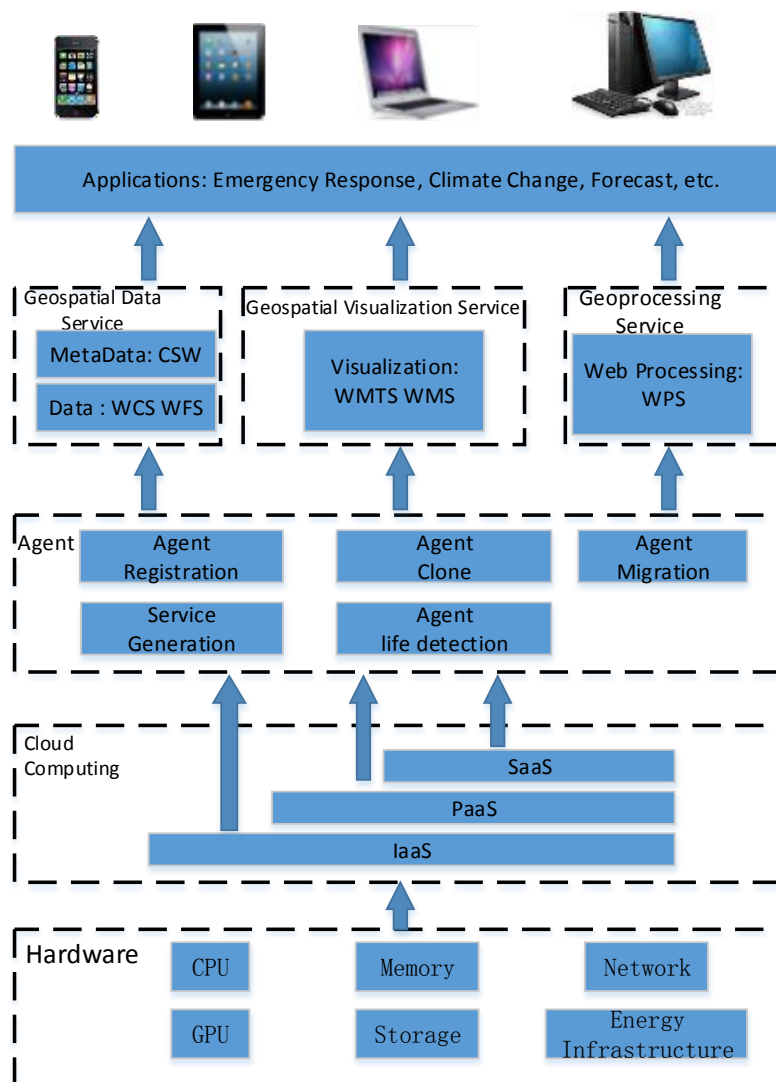 Applications: Emergency Response, Climate Change, Forecast, etc.
Geospatial Data
Service
MetaData: CSW
Data : WCS WFS
Geospatial Visualization Service
Visualization:
WMTS WMS
Geoprocessing
Service
Web Processing:
WPS
Agent
Agent
Registration
Agent
Clone
Agent
Migration
Service
Generation
Agent
life detection
Cloud
Computing
SaaS
PaaS
IaaS
Hardware
CPU
Memory
Network
GPU
Storage
Energy
Infrastructure